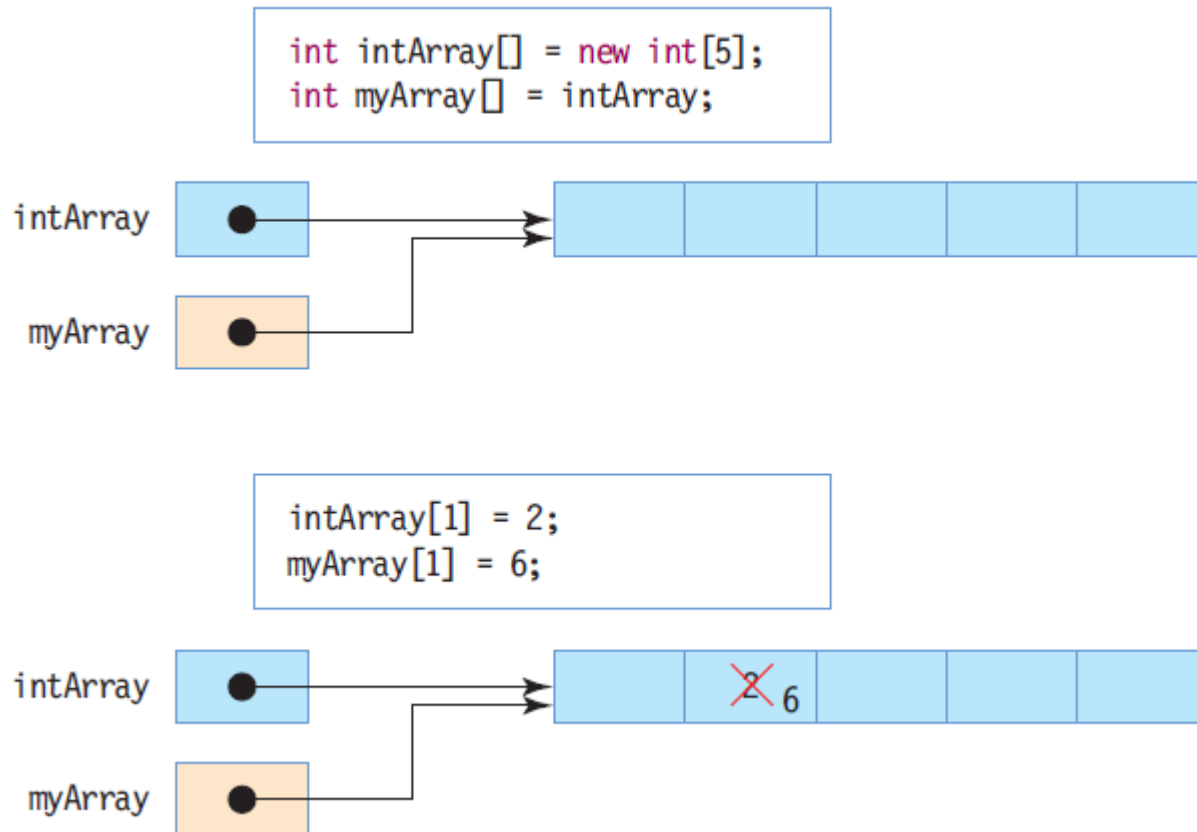 int intArray[] = new int[5];
int myArray[] = intArray;
intArray
myArray
intArray[1] = 2;
myArray[1] = 6;
intArray
2 6
myArray